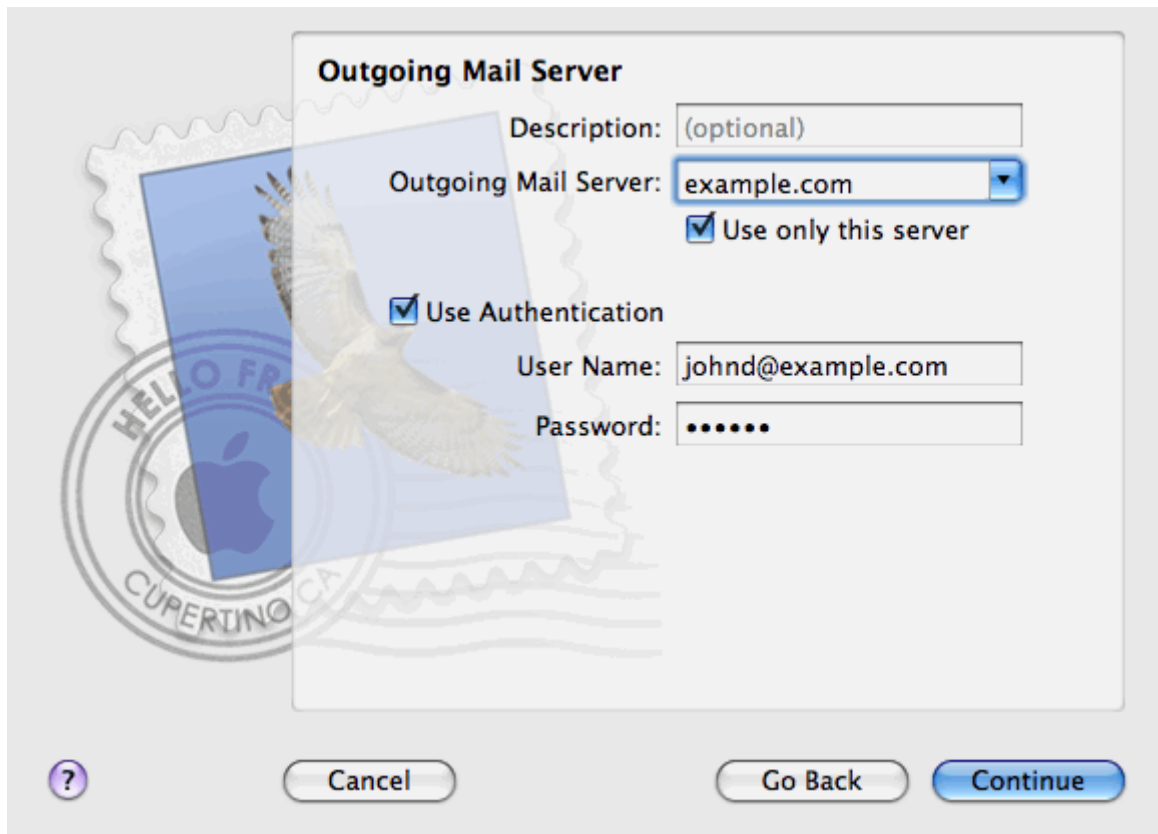 Outgoing Mail Server
Description: (optional)
Outgoing Mail Server: example.com
Use only this server
Use Authentication
User Name: johnd@example.com
Password: ••••••
HELLO FR
CUPERTINO CA
? Cancel Go Back Continue